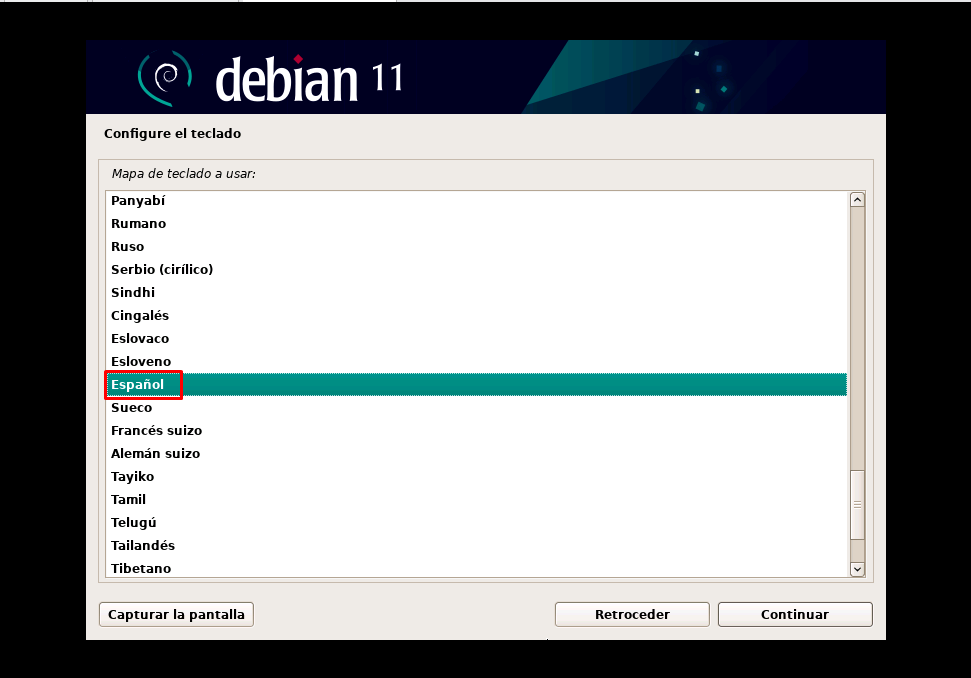 debian 11
Configure el teclado
Mapa de teclado a usar:
Panyabí
Rumano
Ruso
Serbio (cirílico)
Sindhi
Cingalés
Eslovaco
Esloveno
Español
Sueco
Francés suizo
Alemán suizo
Tayiko
Tamil
Telugú
Tailandés
Tibetano
Capturar la pantalla
Retroceder
Continuar